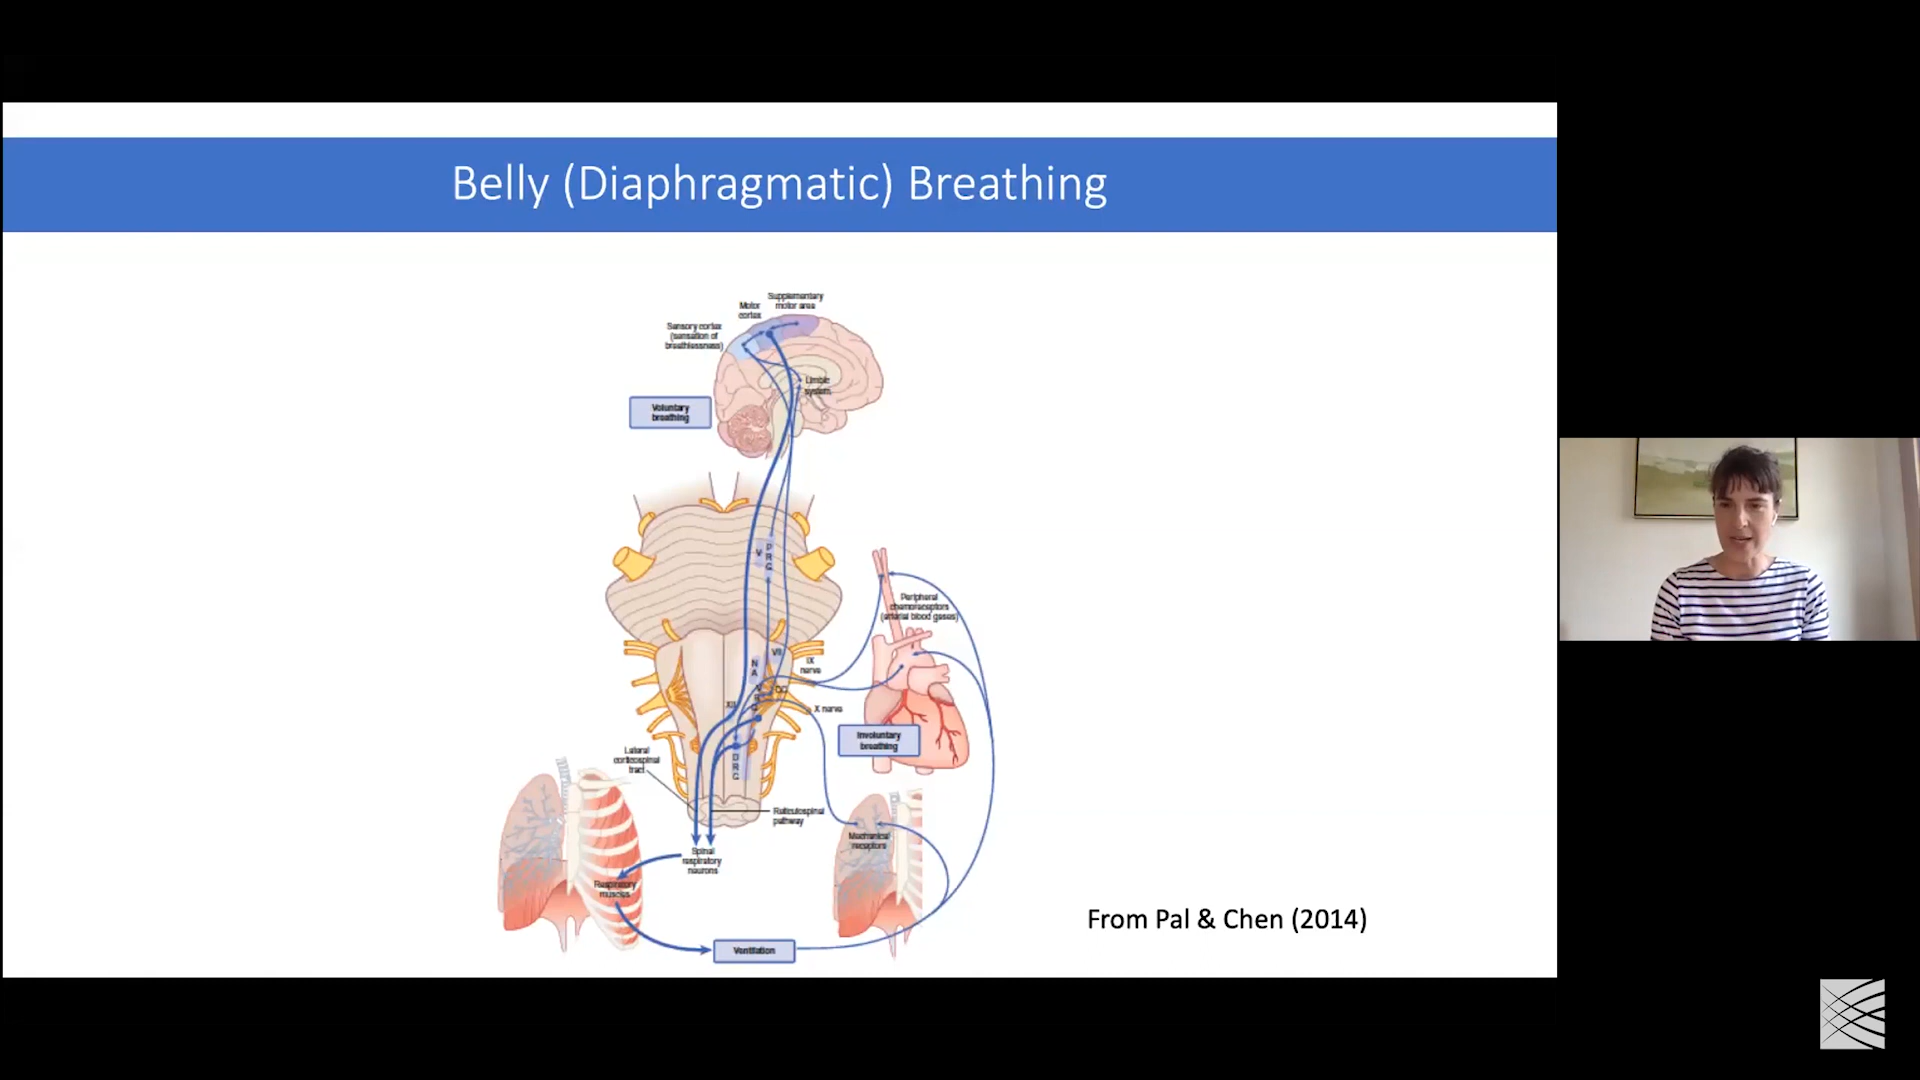 Belly (Diaphragmatic) Breathing
Supplementary
motor area
Motor
cortex
Sensory cortex
(sensation of
breathlessness)
Limbic
system
Voluntary
breathing
V
P
R
G
Peripheral
chemoreceptors
(arterial blood gases)
VII
IX
nerve
N
A
V
R
G
XII
X nerve
Involuntary
breathing
Lateral
corticospinal
tract
D
R
G
Reticulospinal
pathway
Mechanical
receptors
Spinal
respiratory
neurons
Respiratory
muscles
Ventilation
From Pal & Chen (2014)